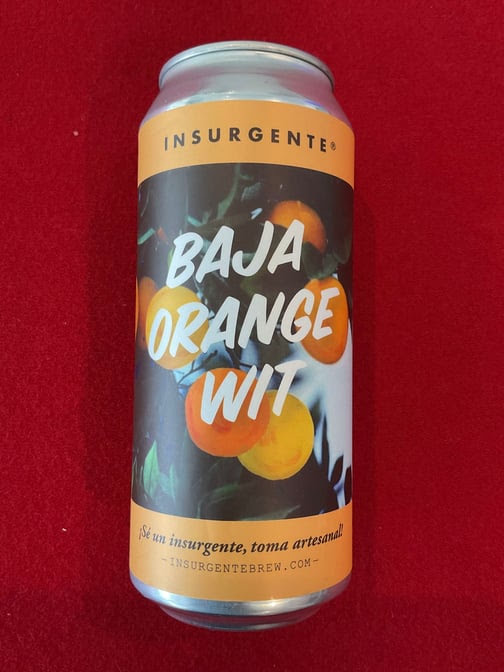 INSURGENTE®
BAJA
ORANGE
WIT
¡Sé un insurgente, toma artesanal!
-INSURGENTEBREW.COM-